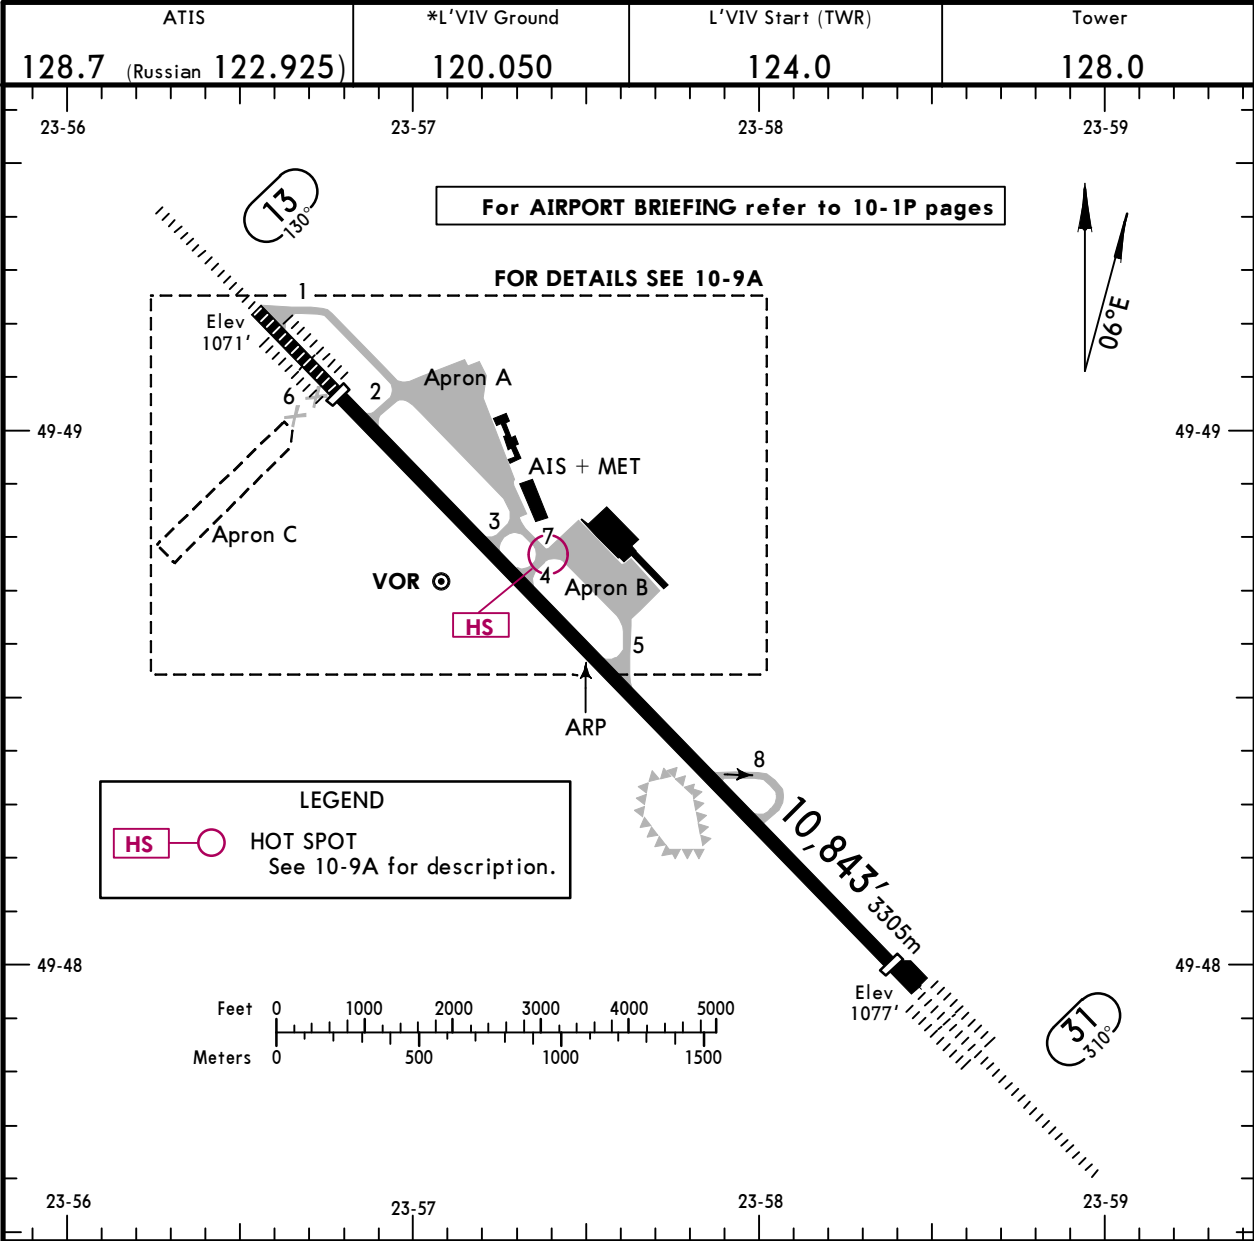 ATIS
*L'VIV Ground
L'VIV Start (TWR)
Tower
128.7 (Russian 122.925)
120.050
124.0
128.0
23-56
23-57
23-58
23-59
13
130°
For AIRPORT BRIEFING refer to 10-1P pages
06°E
FOR DETAILS SEE 10-9A
1
Elev
1071'
Apron A
2
6
49-49
49-49
AIS + MET
3
Apron C
7
4
VOR
Apron B
HS
5
ARP
8
LEGEND
HS
HOT SPOT
See 10-9A for description.
10,843'
3305m
49-48
49-48
Elev
1077'
31
310°
Feet 0 1000 2000 3000 4000 5000
Meters 0 500 1000 1500
23-56
23-57
23-58
23-59